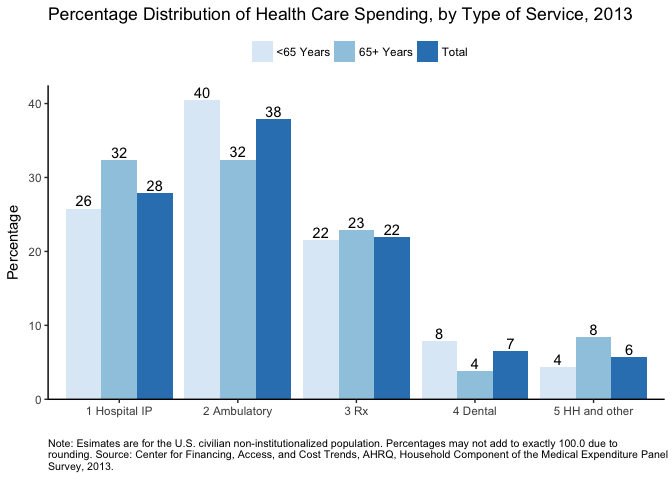 Percentage Distribution of Health Care Spending, by Type of Service, 2013
<65 Years 65+ Years Total
Percentage
40
30
20
10
0
26 32 28
40 32 38
22 23 22
8 4 7
4 8 6
1 Hospital IP 2 Ambulatory 3 Rx 4 Dental 5 HH and other
Note: Esimates are for the U.S. civilian non-institutionalized population. Percentages may not add to exactly 100.0 due to
rounding. Source: Center for Financing, Access, and Cost Trends, AHRQ, Household Component of the Medical Expenditure Panel
Survey, 2013.